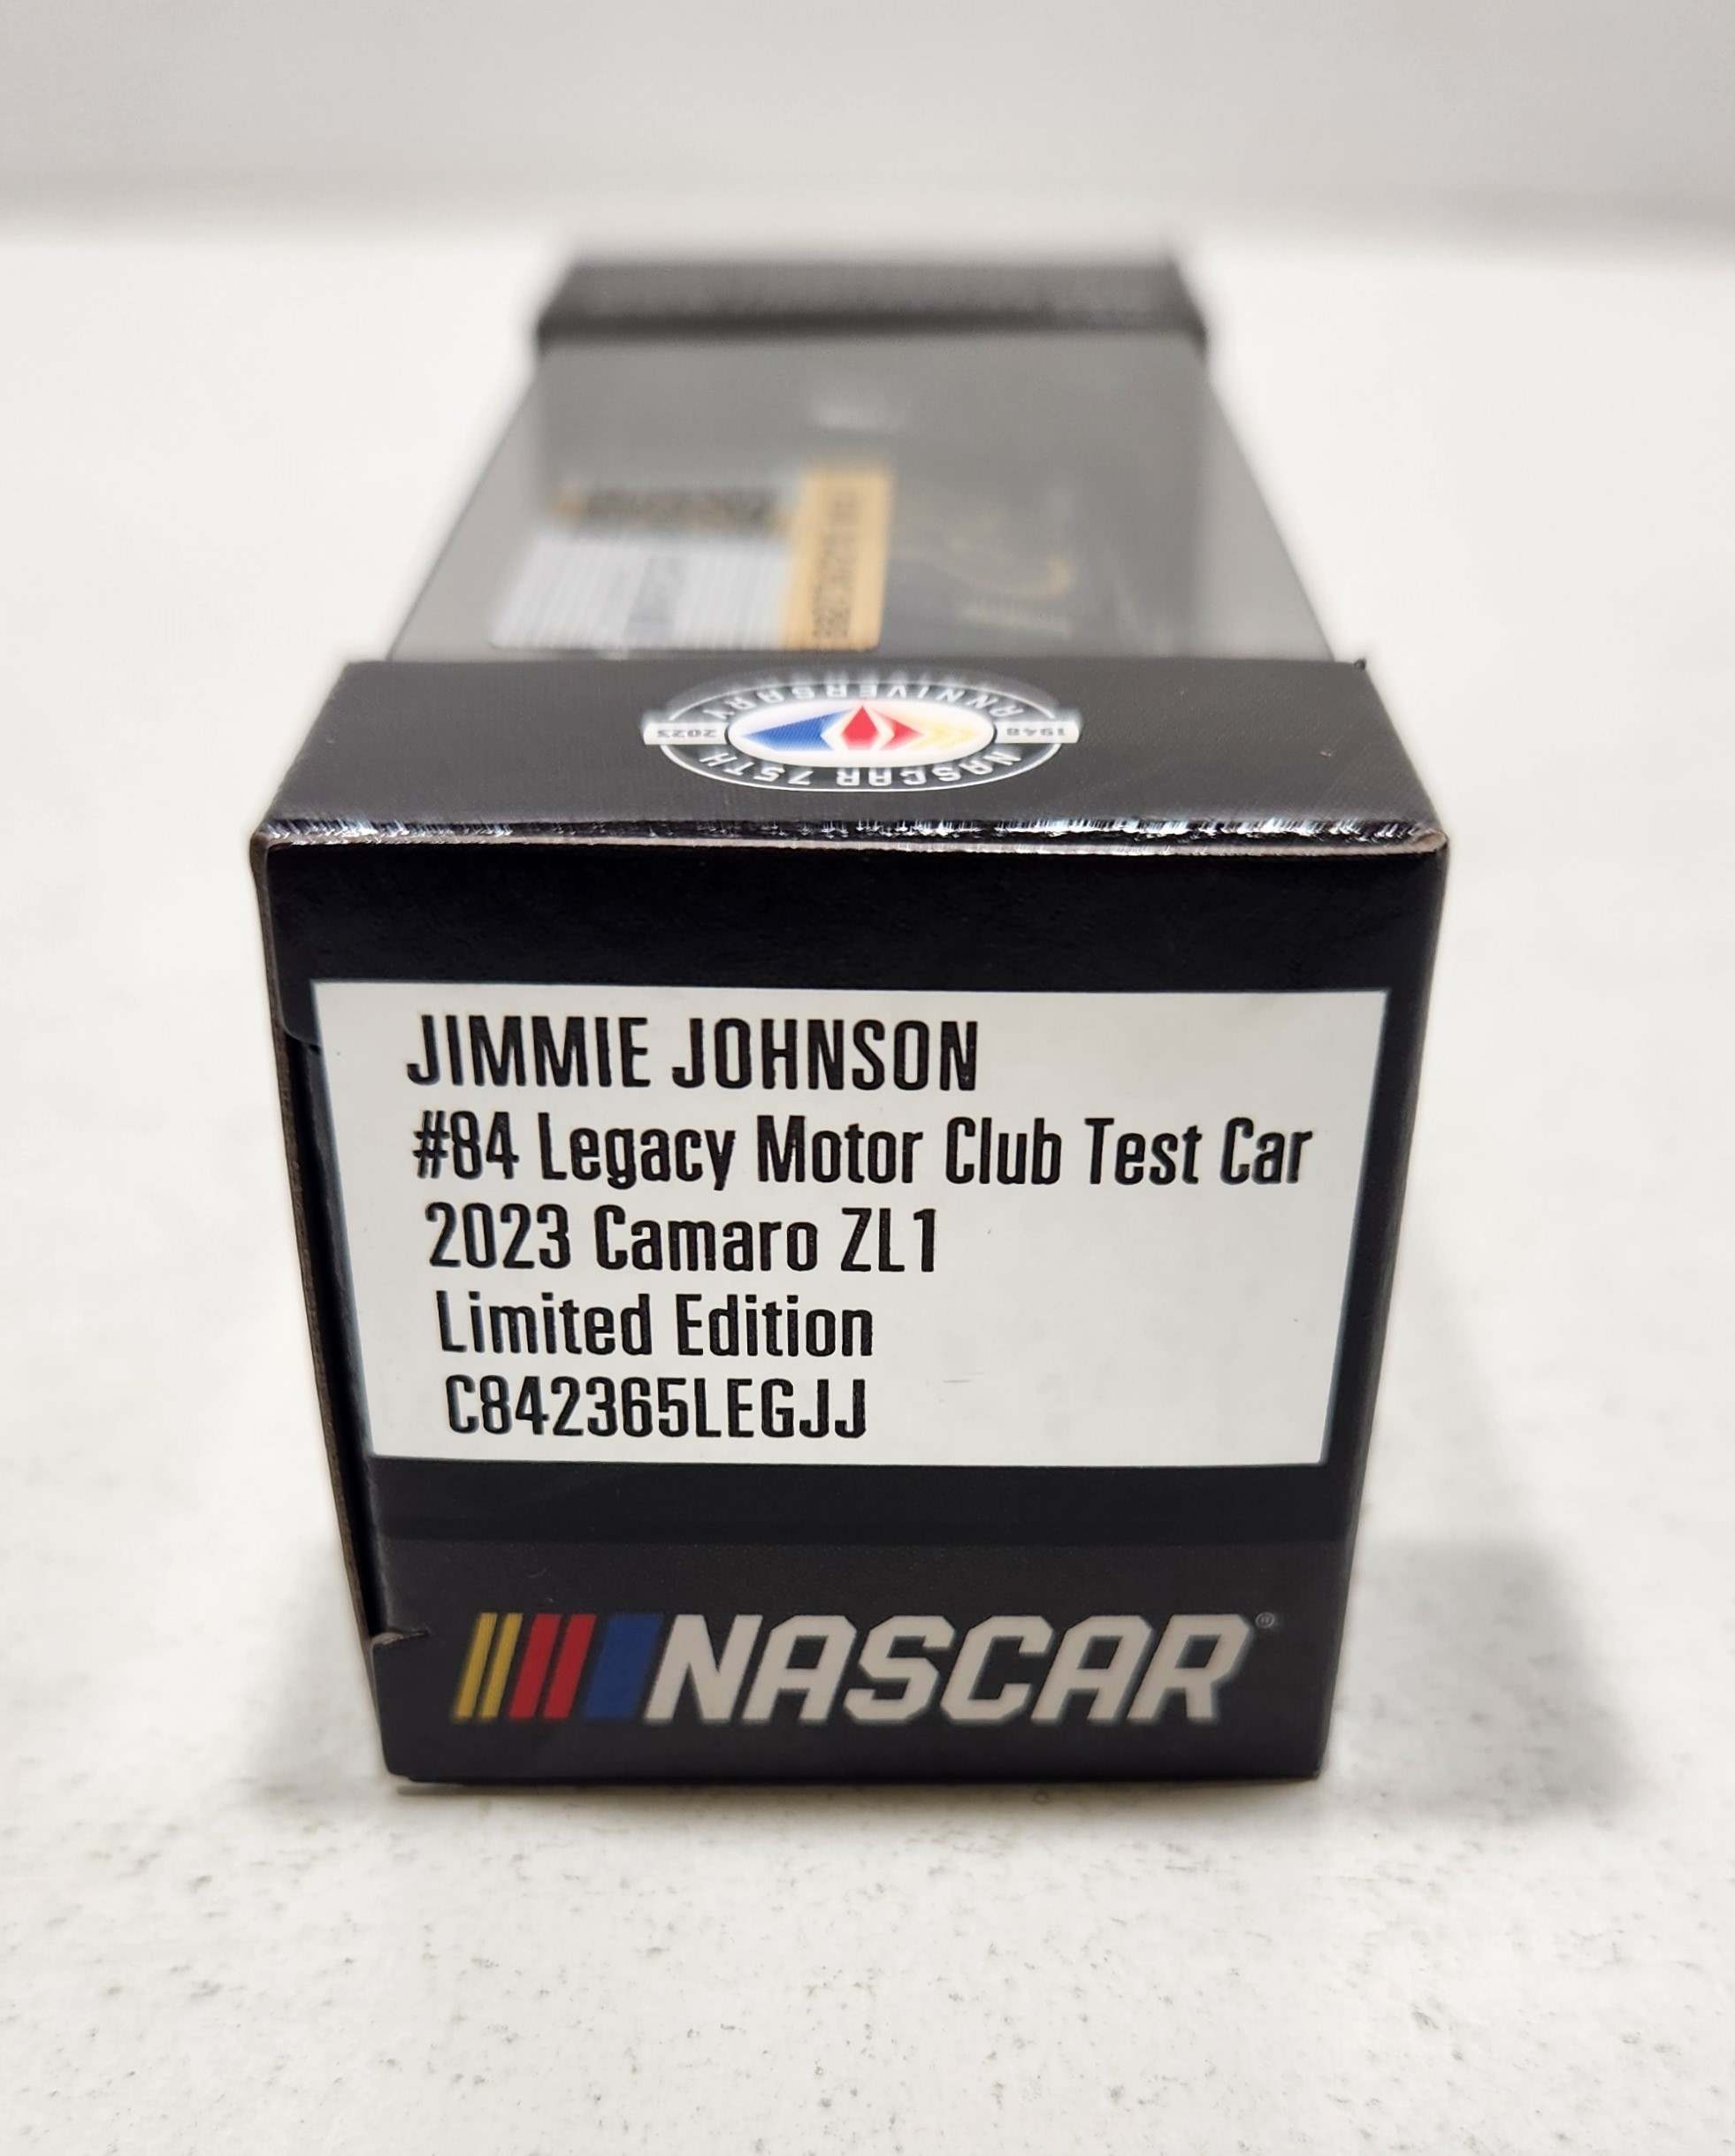 NASCAR 75TH ANNIVERSARY
1948 2023
JIMMIE JOHNSON
#84 Legacy Motor Club Test Car
2023 Camaro ZL1
Limited Edition
C842365LEGJJ
NASCAR®